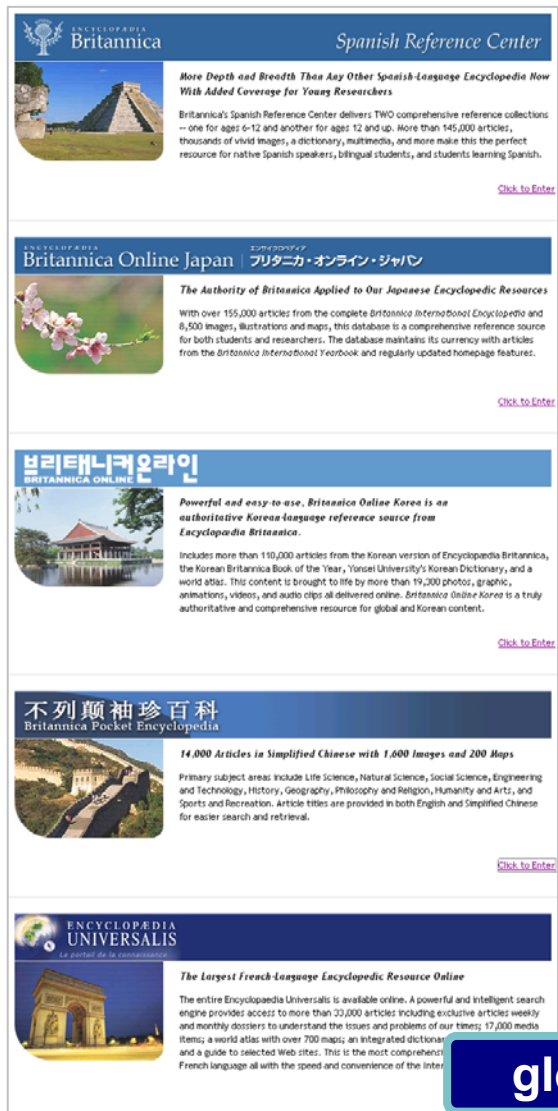 ENCYCLOPÆDIA
Britannica
Spanish Reference Center
More Depth and Breadth Than Any Other Spanish-Language Encyclopedia Now
With Added Coverage for Young Researchers
Britannica's Spanish Reference Center delivers TWO comprehensive reference collections
-- one for ages 6-12 and another for ages 12 and up. More than 145,000 articles,
thousands of vivid images, a dictionary, multimedia, and more make this the perfect
resource for native Spanish speakers, bilingual students, and students learning Spanish.
Click to Enter
ENCYCLOPÆDIA
Britannica Online Japan
エンサイクロペディア
ブリタニカ・オンライン・ジャパン
The Authority of Britannica Applied to Our Japanese Encyclopedic Resources
With over 155,000 articles from the complete Britannica International Encyclopedia and
8,500 images, illustrations and maps, this database is a comprehensive reference source
for both students and researchers. The database maintains its currency with articles
from the Britannica International Yearbook and regularly updated homepage features.
Click to Enter
브리태니커온라인
BRITANNICA ONLINE
Powerful and easy-to-use, Britannica Online Korea is an
authoritative Korean-language reference source from
Encyclopædia Britannica.
Includes more than 110,000 articles from the Korean version of Encyclopædia Britannica,
the Korean Britannica Book of the Year, Yonsei University's Korean Dictionary, and a
world atlas. This content is brought to life by more than 19,300 photos, graphic,
animations, videos, and audio clips all delivered online. Britannica Online Korea is a truly
authoritative and comprehensive resource for global and Korean content.
Click to Enter
不列颠袖珍百科
Britannica Pocket Encyclopedia
14,000 Articles in Simplified Chinese with 1,600 Images and 200 Maps
Primary subject areas include Life Science, Natural Science, Social Science, Engineering
and Technology, History, Geography, Philosophy and Religion, Humanity and Arts, and
Sports and Recreation. Article titles are provided in both English and Simplified Chinese
for easier search and retrieval.
Click to Enter
ENCYCLOPÆDIA
UNIVERSALIS
Le portail de la connaissance
The Largest French-Language Encyclopedic Resource Online
The entire Encyclopaedia Universalis is available online. A powerful and intelligent search
engine provides access to more than 33,000 articles including exclusive articles weekly
and monthly dossiers to understand the issues and problems of our times; 17,000 media
items; a world atlas with over 700 maps; an integrated
and a guide to selected Web sites. This is the most
French language all with the speed and convenience of the